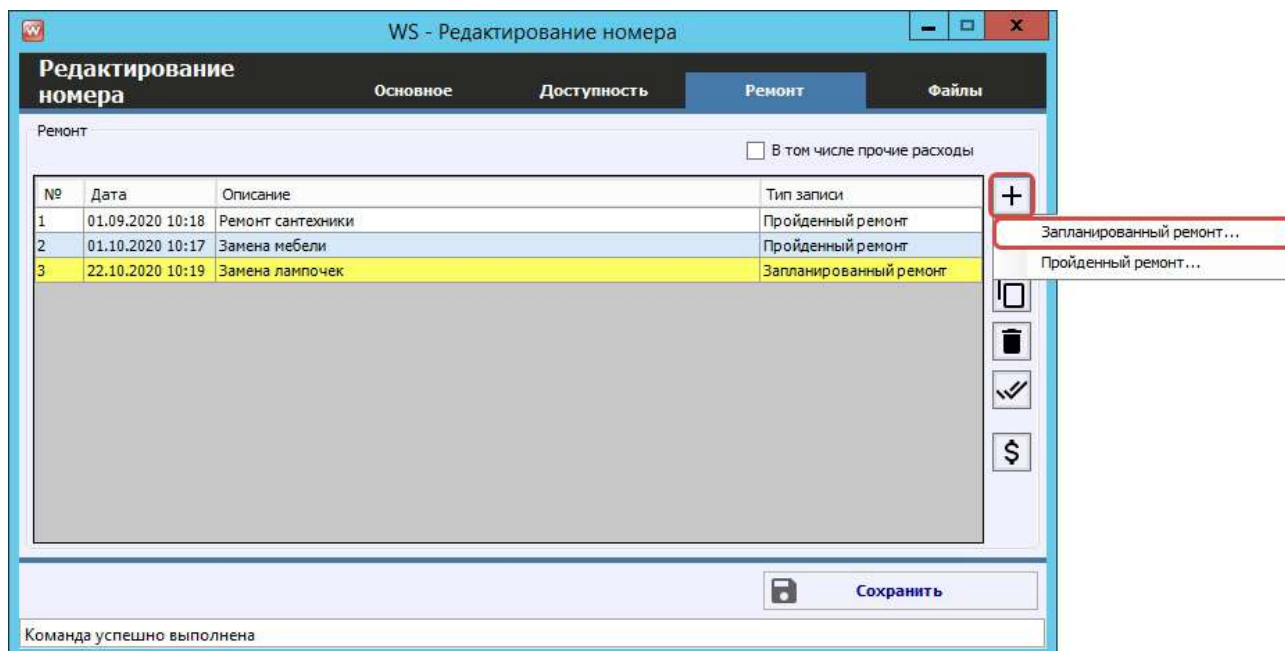 WS - Редактирование номера
Редактирование
номера
Основное Доступность Ремонт Файлы
Ремонт
В том числе прочие расходы
№ Дата Описание Тип записи
1 01.09.2020 10:18 Ремонт сантехники Пройденный ремонт
2 01.10.2020 10:17 Замена мебели Пройденный ремонт
3 22.10.2020 10:19 Замена лампочек Запланированный ремонт
Запланированный ремонт...
Пройденный ремонт...
Сохранить
Команда успешно выполнена